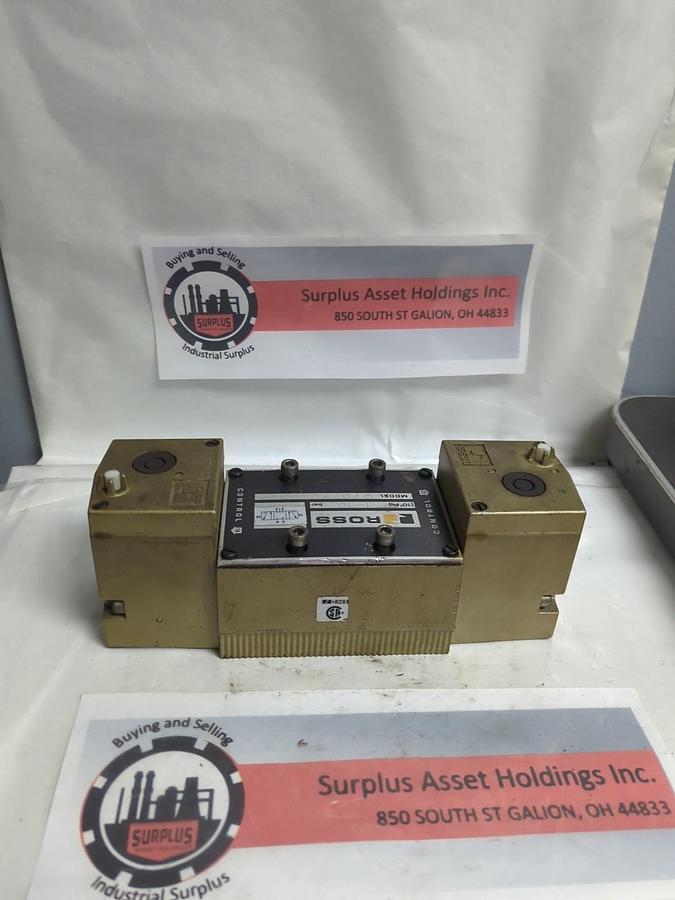 Buying and Selling
SURPLUS
Industrial Surplus
Surplus Asset Holdings Inc.
850 SOUTH ST GALION, OH 44833
CONTROL
ROSS
bar
MODEL
CONTROL
Buying and Selling
SURPLUS
Industrial Surplus
Surplus Asset Holdings Inc.
850 SOUTH ST GALION, OH 44833